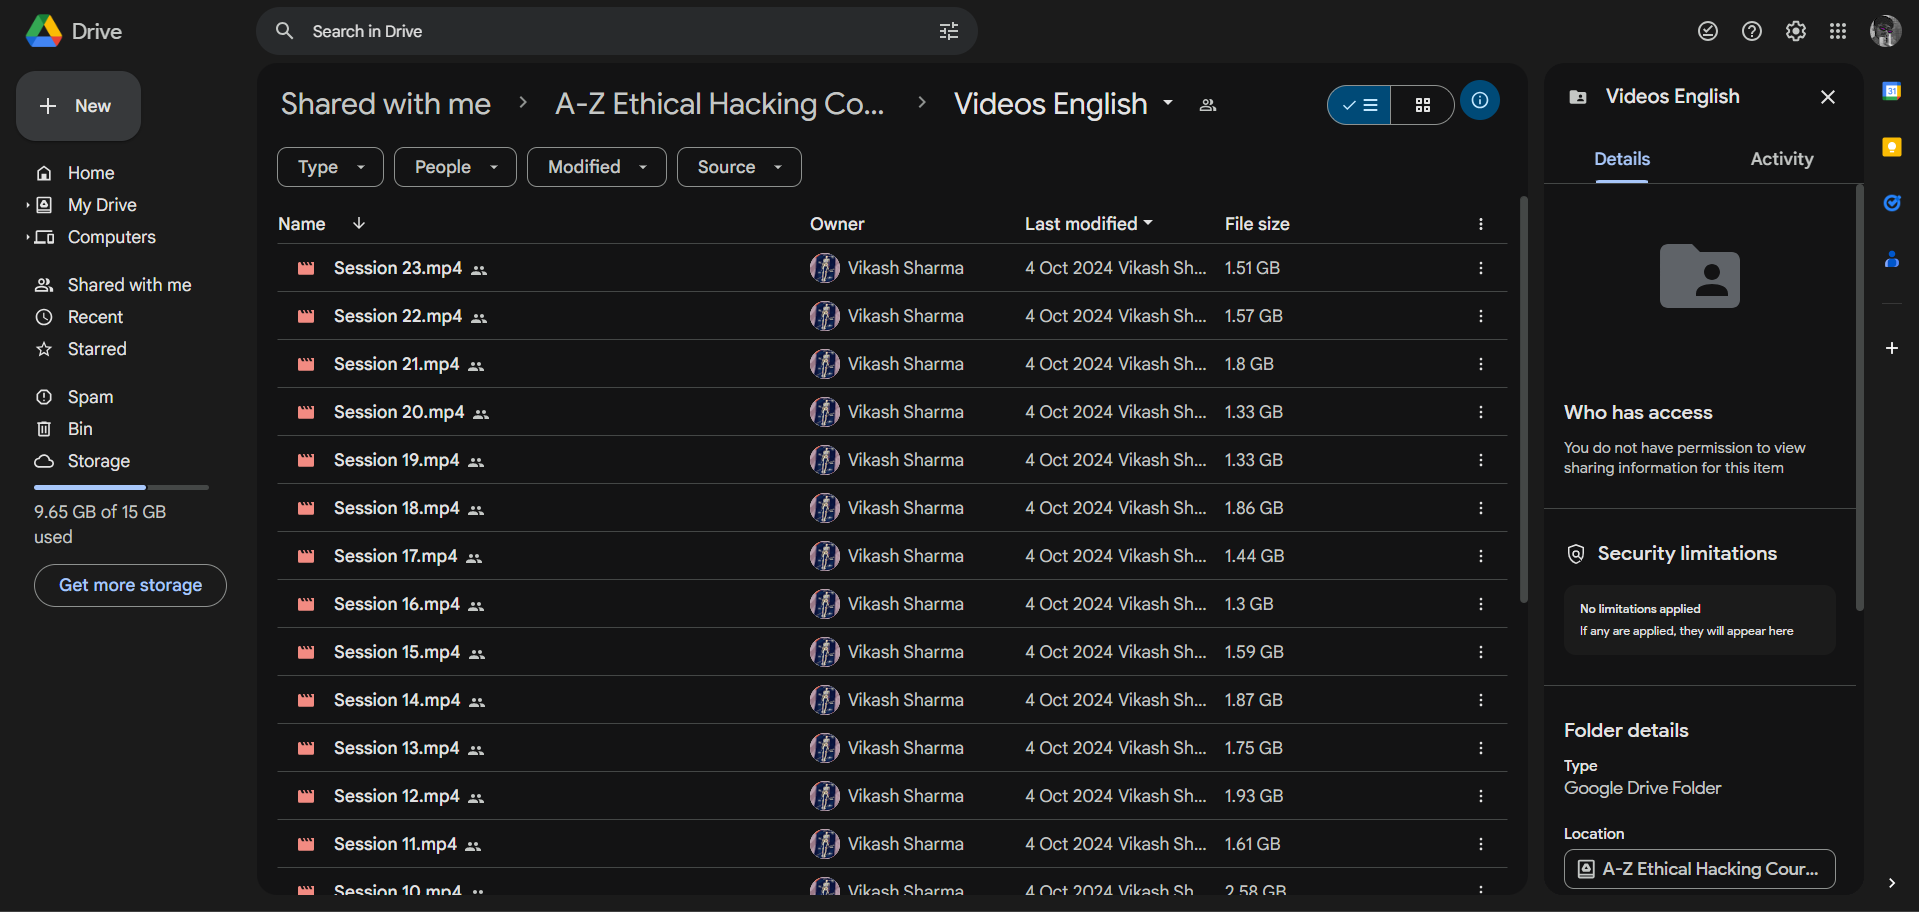 Drive
Search in Drive
New
Home
My Drive
Computers
Shared with me
Recent
Starred
Spam
Bin
Storage
9.65 GB of 15 GB
used
Get more storage
Shared with me
A-Z Ethical Hacking Co...
Videos English
Type
People
Modified
Source
Name
Owner
Last modified
File size
Session 23.mp4 Vikash Sharma 4 Oct 2024 Vikash Sh... 1.51 GB
Session 22.mp4 Vikash Sharma 4 Oct 2024 Vikash Sh... 1.57 GB
Session 21.mp4 Vikash Sharma 4 Oct 2024 Vikash Sh... 1.8 GB
Session 20.mp4 Vikash Sharma 4 Oct 2024 Vikash Sh... 1.33 GB
Session 19.mp4 Vikash Sharma 4 Oct 2024 Vikash Sh... 1.33 GB
Session 18.mp4 Vikash Sharma 4 Oct 2024 Vikash Sh... 1.86 GB
Session 17.mp4 Vikash Sharma 4 Oct 2024 Vikash Sh... 1.44 GB
Session 16.mp4 Vikash Sharma 4 Oct 2024 Vikash Sh... 1.3 GB
Session 15.mp4 Vikash Sharma 4 Oct 2024 Vikash Sh... 1.59 GB
Session 14.mp4 Vikash Sharma 4 Oct 2024 Vikash Sh... 1.87 GB
Session 13.mp4 Vikash Sharma 4 Oct 2024 Vikash Sh... 1.75 GB
Session 12.mp4 Vikash Sharma 4 Oct 2024 Vikash Sh... 1.93 GB
Session 11.mp4 Vikash Sharma 4 Oct 2024 Vikash Sh... 1.61 GB
Session 10.mp4 Vikash Sharma 4 Oct 2024 Vikash Sh... 2.58 GB
Videos English
Details
Activity
Who has access
You do not have permission to view
sharing information for this item
Security limitations
No limitations applied
If any are applied, they will appear here
Folder details
Type
Google Drive Folder
Location
A-Z Ethical Hacking Cour...
31